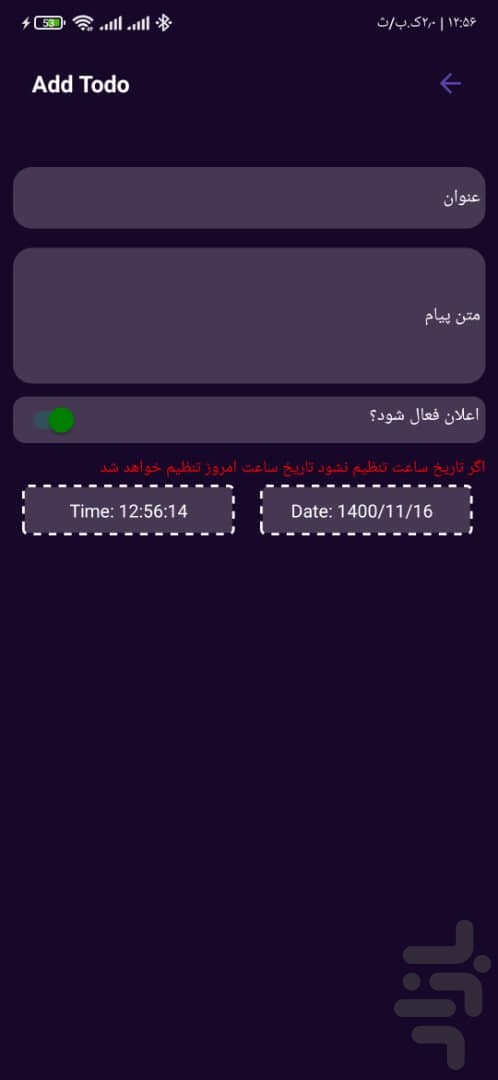 ۱۲:۵۶ | ۲٫۰ک.ب/ث
53
Add Todo
عنوان
متن پیام
اعلان فعال شود؟
اگر تاریخ ساعت تنظیم نشود تاریخ ساعت امروز تنظیم خواهد شد
Time: 12:56:14
Date: 1400/11/16